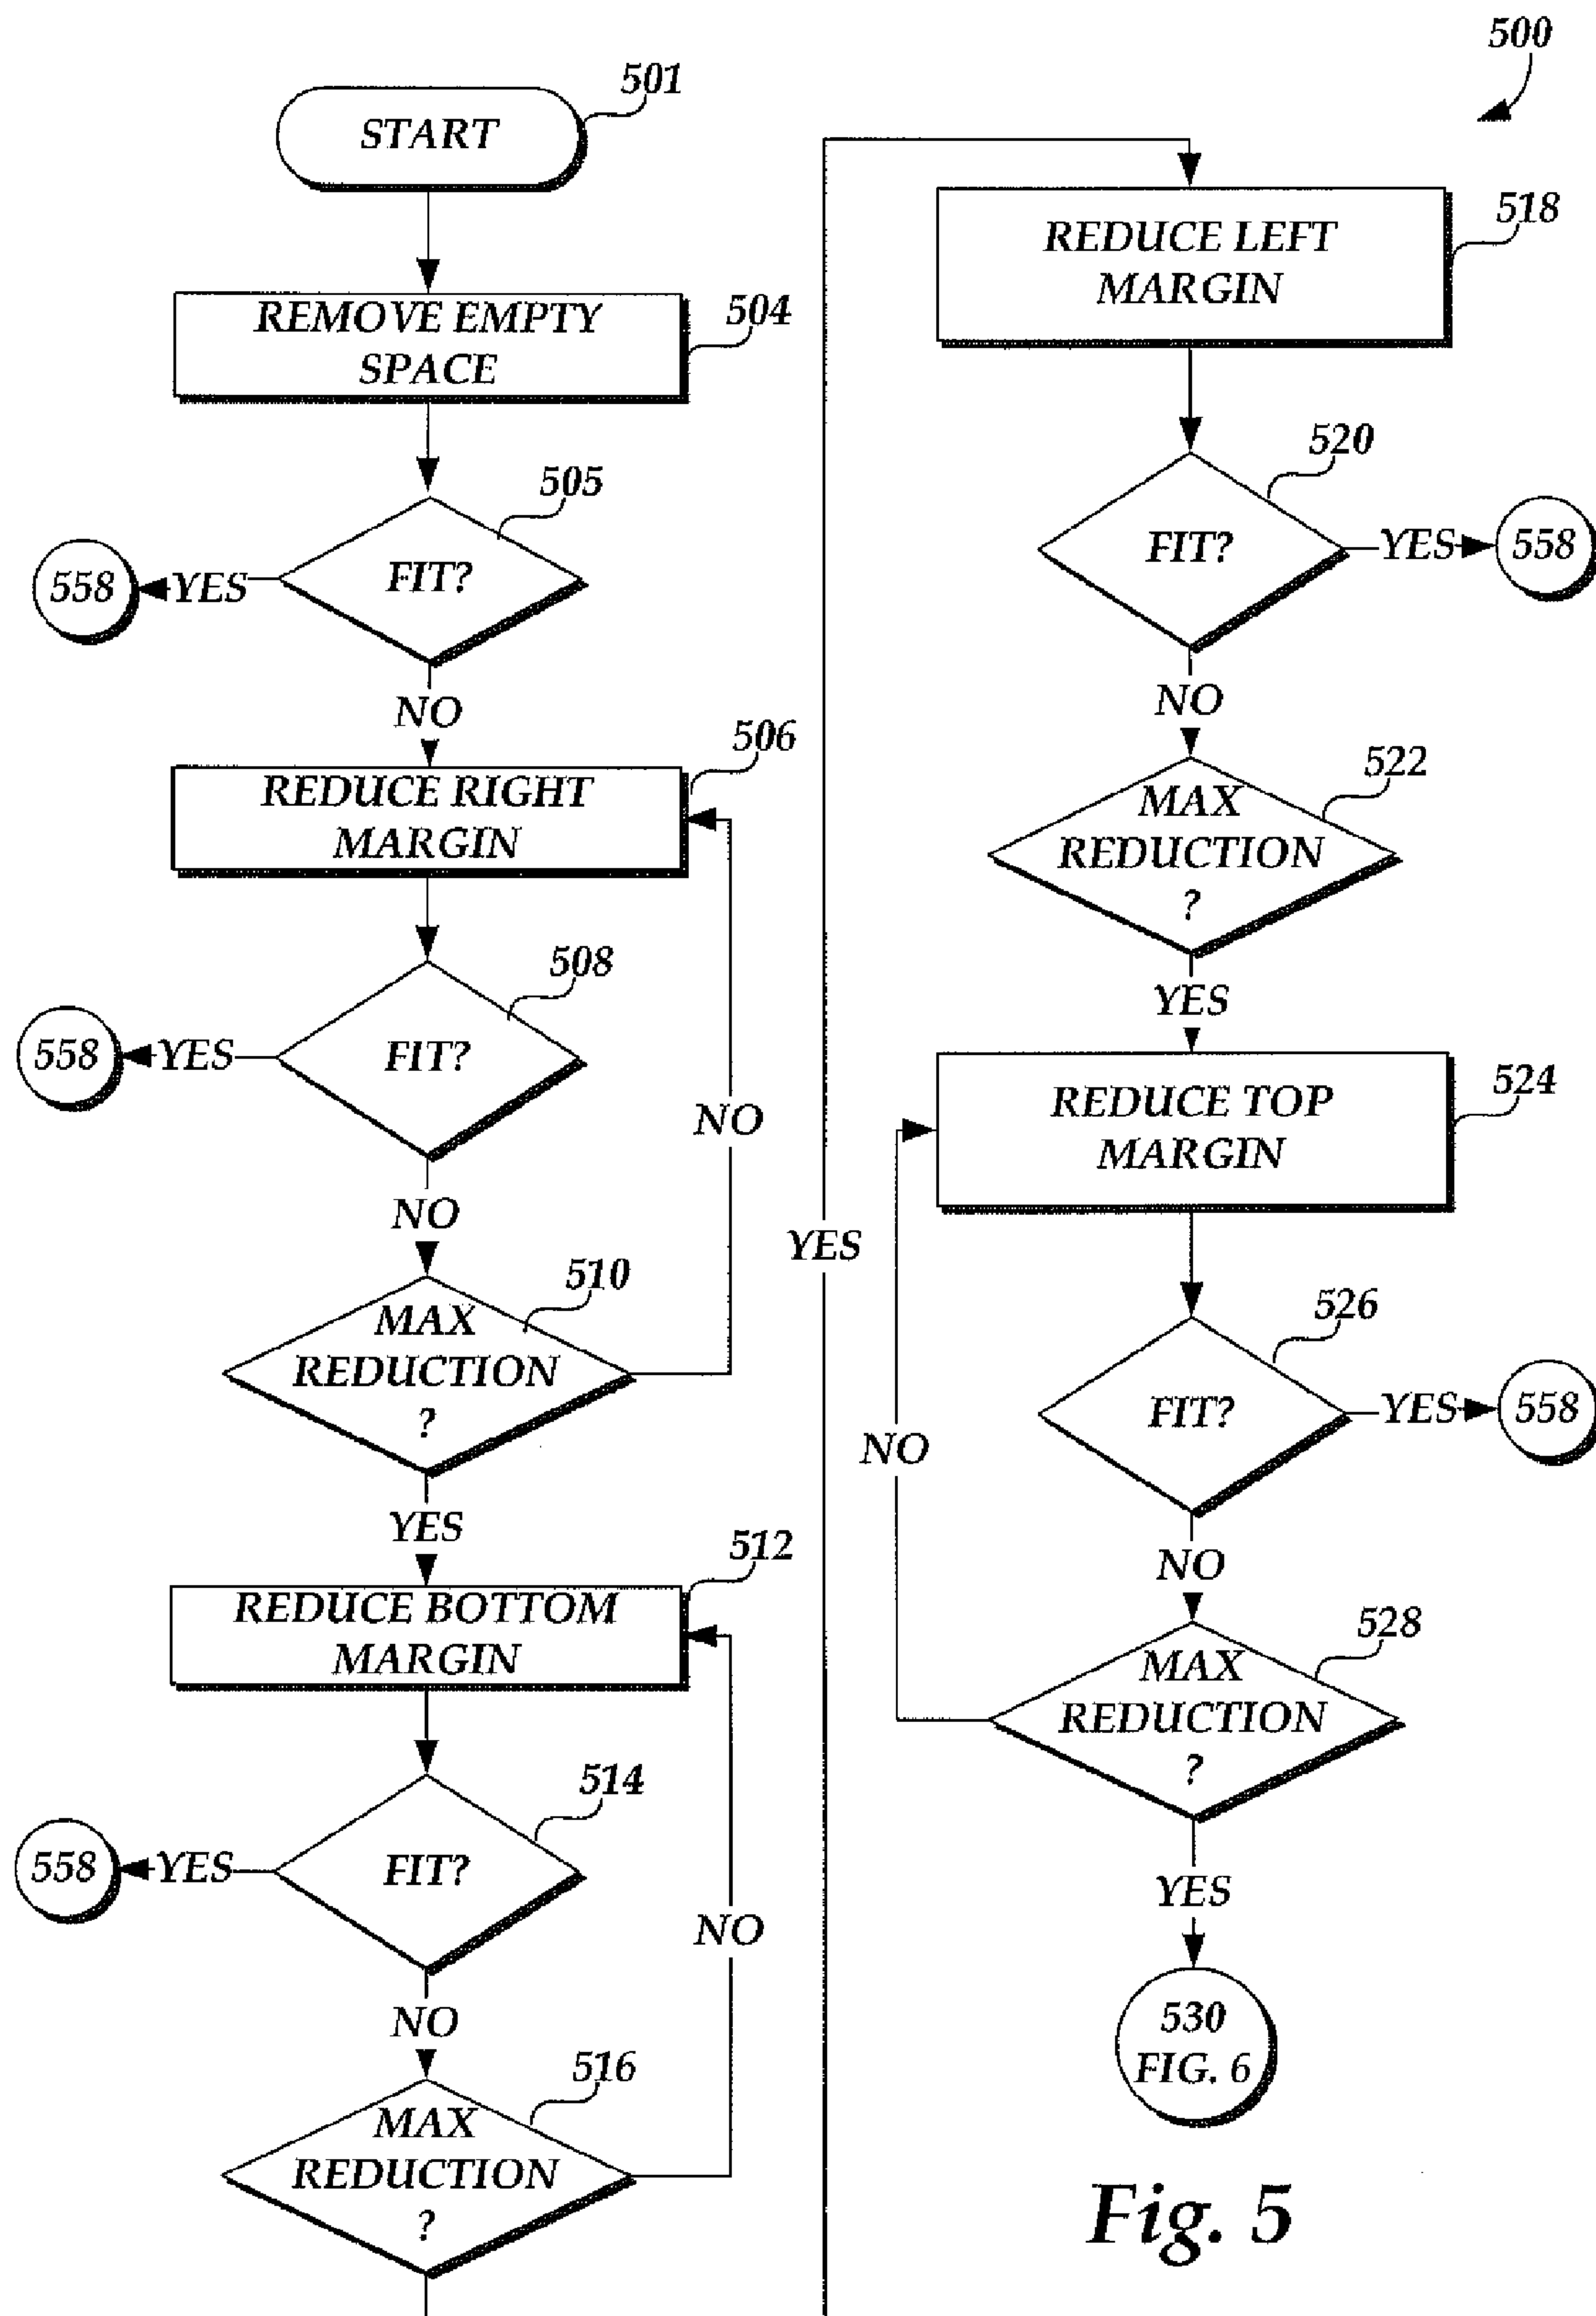 500
501
START
504
REMOVE EMPTY
SPACE
505
FIT?
YES
558
NO
506
REDUCE RIGHT
MARGIN
508
FIT?
YES
558
NO
NO
510
MAX
REDUCTION
?
YES
512
REDUCE BOTTOM
MARGIN
514
FIT?
YES
558
NO
NO
516
MAX
REDUCTION
?
YES
518
REDUCE LEFT
MARGIN
520
FIT?
YES
558
NO
522
MAX
REDUCTION
?
YES
524
REDUCE TOP
MARGIN
526
FIT?
YES
558
NO
NO
528
MAX
REDUCTION
?
YES
530
FIG. 6
Fig. 5